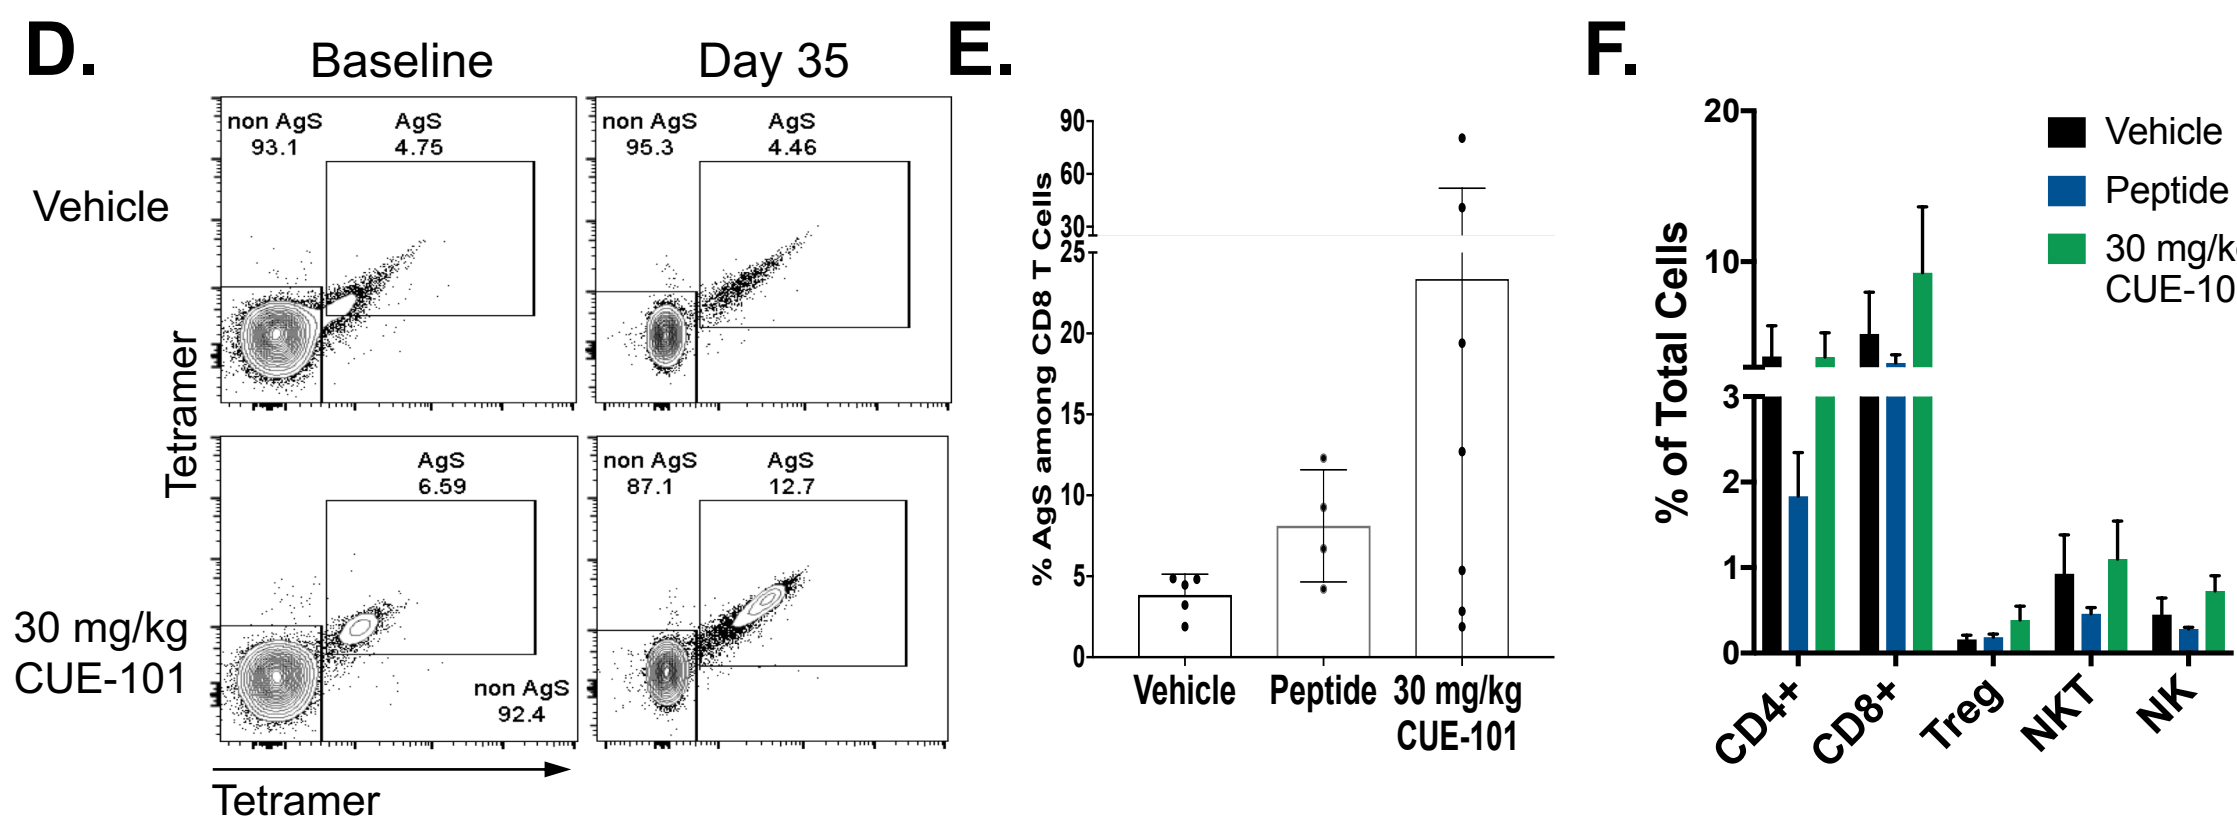 D.
Baseline
Day 35
Vehicle
30 mg/kg
CUE-101
Tetramer
non AgS
93.1
AgS
4.75
non AgS
95.3
AgS
4.46
AgS
6.59
non AgS
92.4
non AgS
87.1
AgS
12.7
Tetramer
E.
% AgS among CD8 T Cells
90
60
30
25
20
15
10
5
0
Vehicle
Peptide
30 mg/kg
CUE-101
F.
% of Total Cells
20
10
3
2
1
0
Vehicle
Peptide
30 mg/k
CUE-10
CD4+
CD8+
Treg
NKT
NK